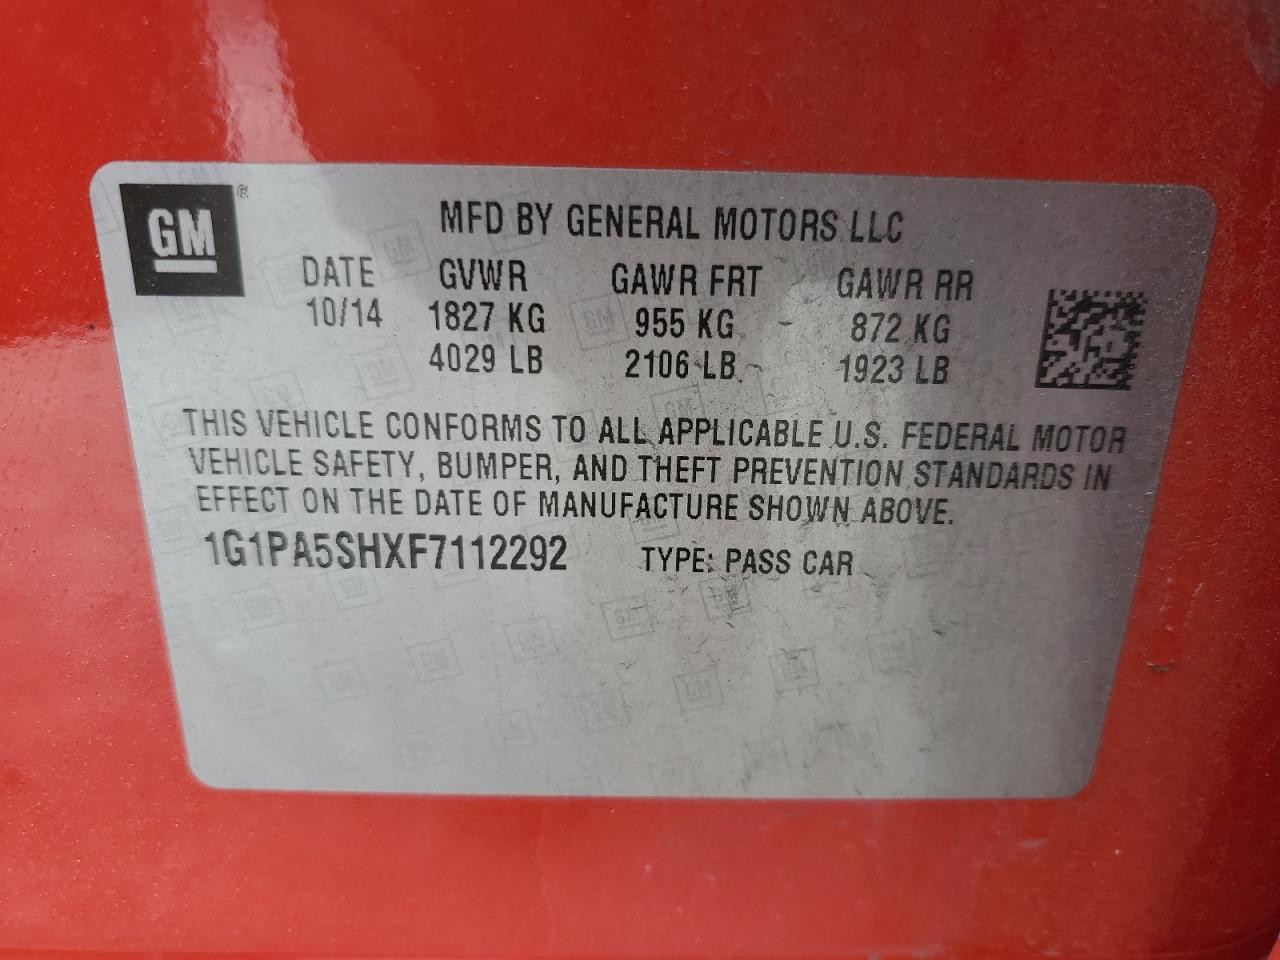 GM®
MFD BY GENERAL MOTORS LLC
DATE GVWR GAWR FRT GAWR RR
10/14 1827 KG 955 KG 872 KG
4029 LB 2106 LB 1923 LB
THIS VEHICLE CONFORMS TO ALL APPLICABLE U.S. FEDERAL MOTOR
VEHICLE SAFETY, BUMPER, AND THEFT PREVENTION STANDARDS IN
EFFECT ON THE DATE OF MANUFACTURE SHOWN ABOVE.
1G1PA5SHXF7112292 TYPE: PASS CAR